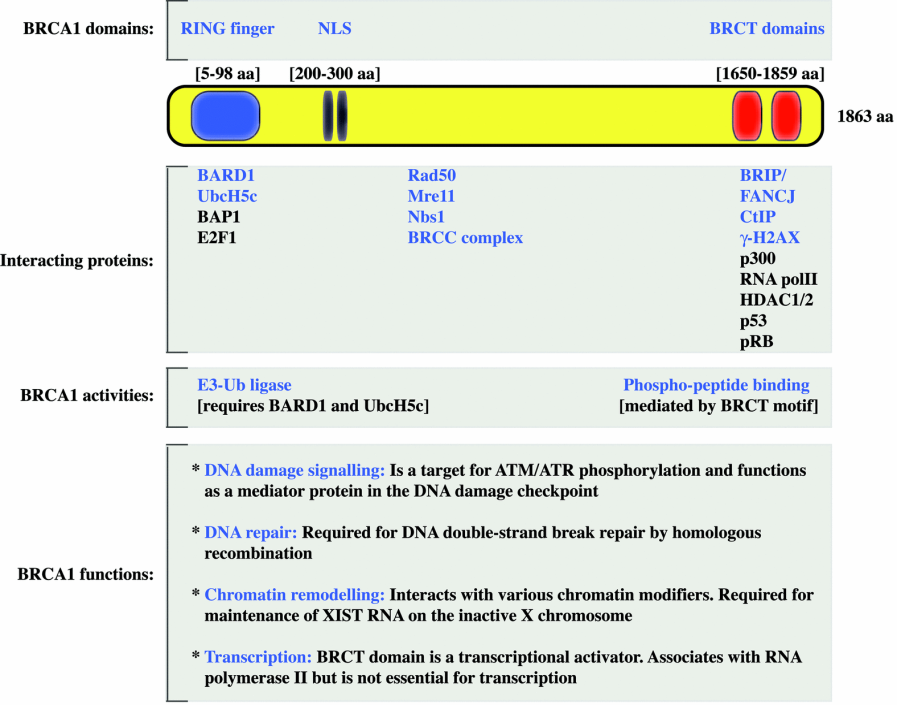 BRCA1 domains:
RING finger NLS BRCT domains
[5-98 aa] [200-300 aa] [1650-1859 aa]
1863 aa
Interacting proteins:
BARD1
UbcH5c
BAP1
E2F1
Rad50
Mre11
Nbs1
BRCC complex
BRIP/
FANCJ
CtIP
γ-H2AX
p300
RNA polII
HDAC1/2
p53
pRB
BRCA1 activities:
E3-Ub ligase
[requires BARD1 and UbcH5c]
Phospho-peptide binding
[mediated by BRCT motif]
BRCA1 functions:
* DNA damage signalling: Is a target for ATM/ATR phosphorylation and functions
as a mediator protein in the DNA damage checkpoint
* DNA repair: Required for DNA double-strand break repair by homologous
recombination
* Chromatin remodelling: Interacts with various chromatin modifiers. Required for
maintenance of XIST RNA on the inactive X chromosome
* Transcription: BRCT domain is a transcriptional activator. Associates with RNA
polymerase II but is not essential for transcription